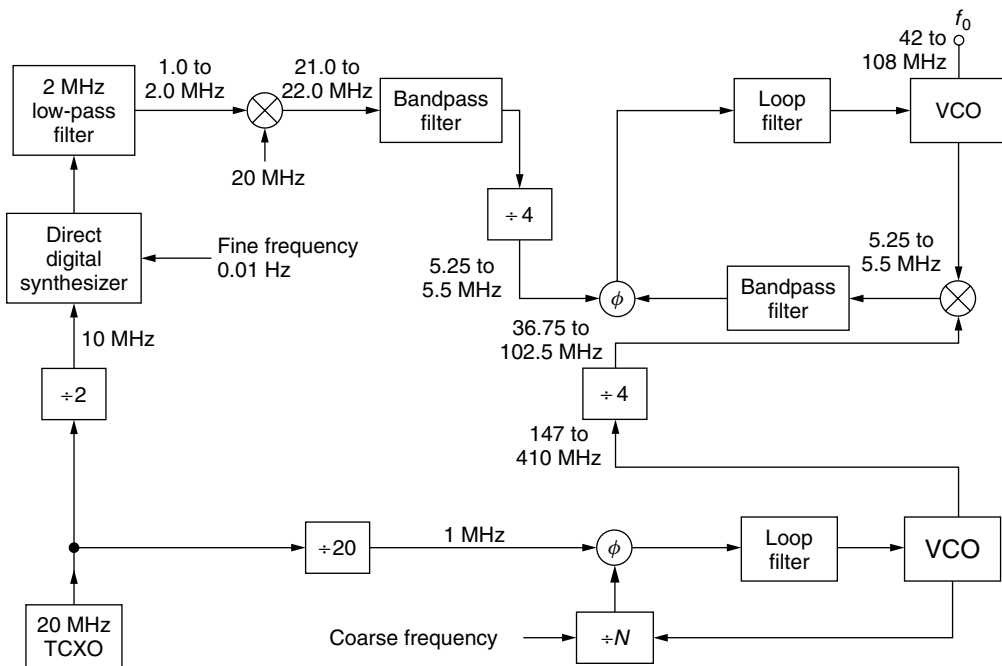 f0
42 to
108 MHz
1.0 to
2.0 MHz
21.0 to
22.0 MHz
2 MHz
low-pass
filter
Bandpass
filter
Loop
filter
VCO
20 MHz
÷4
Direct
digital
synthesizer
Fine frequency
0.01 Hz
5.25 to
5.5 MHz
ϕ
Bandpass
filter
5.25 to
5.5 MHz
10 MHz
36.75 to
102.5 MHz
÷2
÷4
147 to
410 MHz
÷20
1 MHz
ϕ
Loop
filter
VCO
20 MHz
TCXO
Coarse frequency
÷N